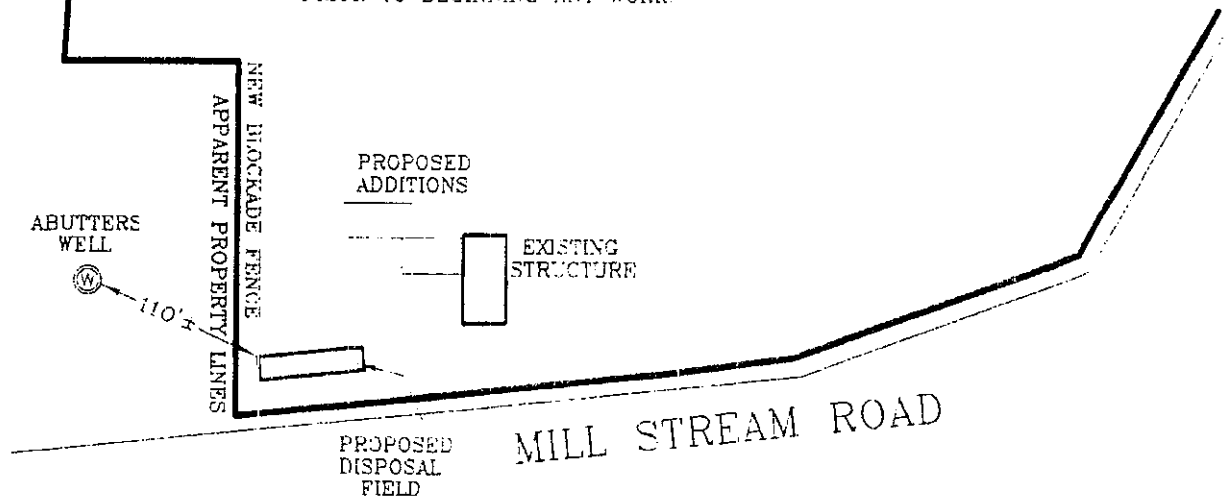 NEW BLOCKADE FENCE
APPARENT PROPERTY LINES
PROPOSED
ADDITIONS
ABUTTERS
WELL
W
EXISTING
STRUCTURE
110'±
PROPOSED
DISPOSAL
FIELD
MILL STREAM ROAD